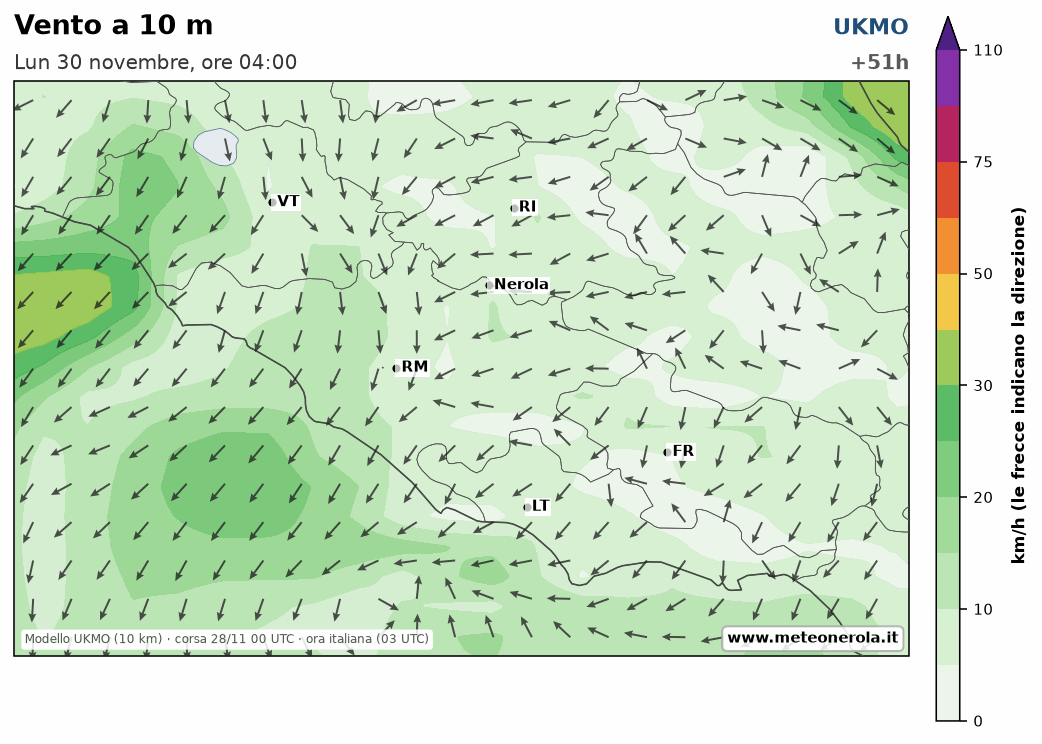 Vento a 10 m
UKMO
Lun 30 novembre, ore 04:00
+51h
110
75
50
30
20
10
0
km/h (le frecce indicano la direzione)
VT
RI
Nerola
RM
FR
LT
Modello UKMO (10 km) · corsa 28/11 00 UTC · ora italiana (03 UTC)
www.meteonerola.it